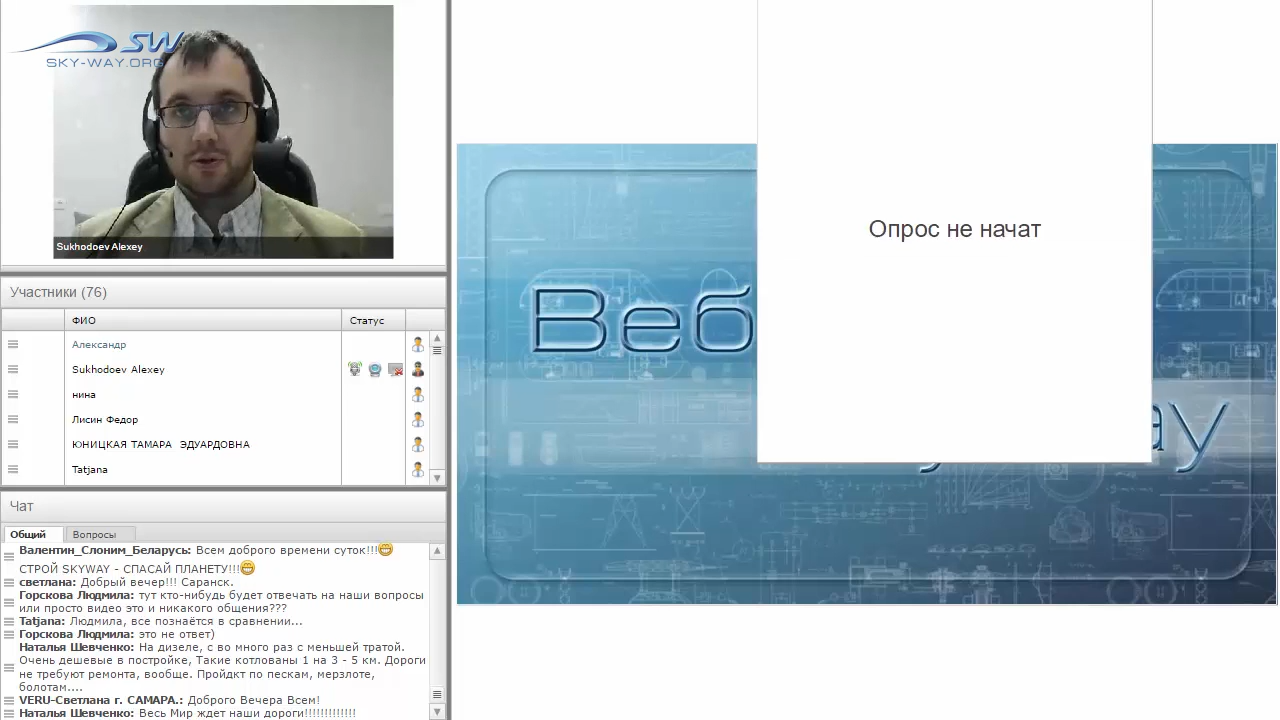 SW
SKY-WAY.ORG
Sukhodoev Alexey
Участники (76)
ФИО
Статус
Александр
Sukhodoev Alexey
нина
Лисин Федор
ЮНИЦКАЯ ТАМАРА ЭДУАРДОВНА
Tatjana
Чат
Общий
Вопросы
Валентин_Слоним_Беларусь: Всем доброго времени суток!!!
СТРОЙ SKYWAY - СПАСАЙ ПЛАНЕТУ!!!
светлана: Добрый вечер!!! Саранск.
Горскова Людмила: тут кто-нибудь будет отвечать на наши вопросы
или просто видео это и никакого общения???
Tatjana: Людмила, все познаётся в сравнении...
Горскова Людмила: это не ответ)
Наталья Шевченко: На дизеле, с во много раз с меньшей тратой.
Очень дешевые в постройке, Такие котлованы 1 на 3 - 5 км. Дороги
не требуют ремонта, вообще. Пройдкт по пескам, мерзлоте,
болотам....
VERU-Светлана г. САМАРА.: Доброго Вечера Всем!
Наталья Шевченко: Весь Мир ждет наши дороги!!!!!!!!!!!!!
Опрос не начат
Веб
ay